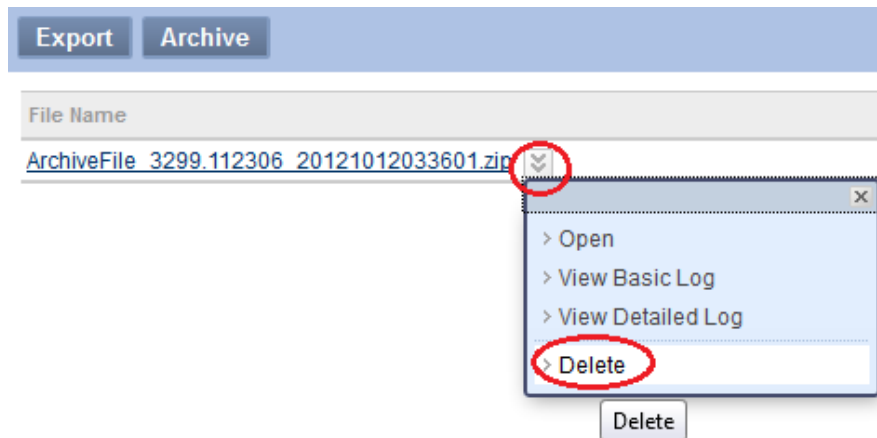 Export Archive
File Name
ArchiveFile_3299.112306_20121012033601.zip
Open
View Basic Log
View Detailed Log
Delete
Delete